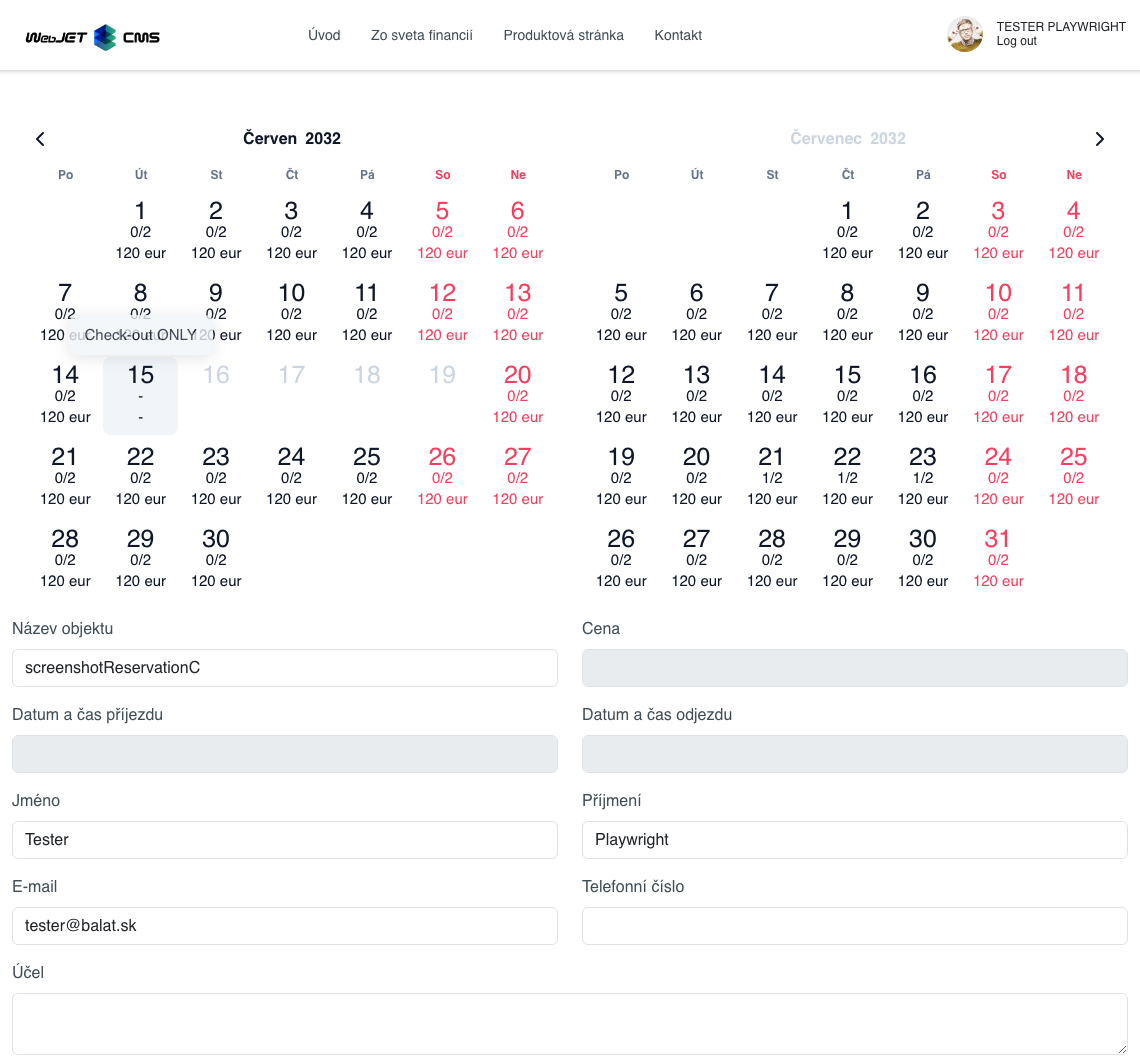 WebJET CMS
Úvod Zo sveta financií Produktová stránka Kontakt
TESTER PLAYWRIGHT
Log out
Červen 2032
Po Út St Čt Pá So Ne
1 2 3 4 5 6
0/2 0/2 0/2 0/2 0/2 0/2
120 eur 120 eur 120 eur 120 eur 120 eur 120 eur
7 8 9 10 11 12 13
0/2 0/2 0/2 0/2 0/2 0/2 0/2
120 eur 120 eur 120 eur 120 eur 120 eur 120 eur 120 eur
Check-out ONLY
14 15 16 17 18 19 20
0/2 - 0/2
120 eur - 120 eur
21 22 23 24 25 26 27
0/2 0/2 0/2 0/2 0/2 0/2 0/2
120 eur 120 eur 120 eur 120 eur 120 eur 120 eur 120 eur
28 29 30
0/2 0/2 0/2
120 eur 120 eur 120 eur
Červenec 2032
Po Út St Čt Pá So Ne
1 2 3 4
0/2 0/2 0/2 0/2
120 eur 120 eur 120 eur 120 eur
5 6 7 8 9 10 11
0/2 0/2 0/2 0/2 0/2 0/2 0/2
120 eur 120 eur 120 eur 120 eur 120 eur 120 eur 120 eur
12 13 14 15 16 17 18
0/2 0/2 0/2 0/2 0/2 0/2 0/2
120 eur 120 eur 120 eur 120 eur 120 eur 120 eur 120 eur
19 20 21 22 23 24 25
0/2 0/2 1/2 1/2 1/2 0/2 0/2
120 eur 120 eur 120 eur 120 eur 120 eur 120 eur 120 eur
26 27 28 29 30 31
0/2 0/2 0/2 0/2 0/2 0/2
120 eur 120 eur 120 eur 120 eur 120 eur 120 eur
Název objektu
screenshotReservationC
Cena
Datum a čas příjezdu
Datum a čas odjezdu
Jméno
Tester
Příjmení
Playwright
E-mail
tester@balat.sk
Telefonní číslo
Účel